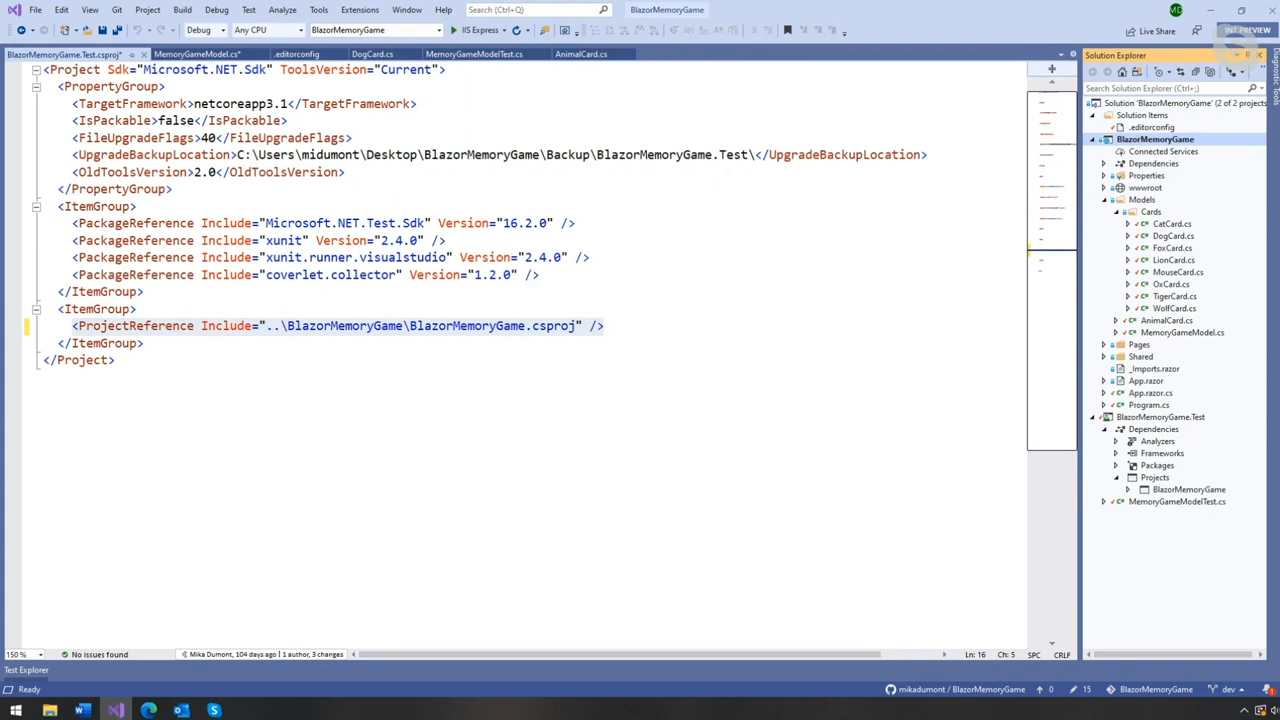 File Edit View Git Project Build Debug Test Analyze Tools Extensions Window Help Search (Ctrl+Q) BlazorMemoryGame MD
Debug Any CPU BlazorMemoryGame IIS Express Live Share INT PREVIEW
BlazorMemoryGame.Test.csproj* MemoryGameModel.cs* .editorconfig DogCard.cs MemoryGameModelTest.cs AnimalCard.cs
<Project Sdk="Microsoft.NET.Sdk" ToolsVersion="Current">
<PropertyGroup>
<TargetFramework>netcoreapp3.1</TargetFramework>
<IsPackable>false</IsPackable>
<FileUpgradeFlags>40</FileUpgradeFlags>
<UpgradeBackupLocation>C:\Users\midumont\Desktop\BlazorMemoryGame\Backup\BlazorMemoryGame.Test\</UpgradeBackupLocation>
<OldToolsVersion>2.0</OldToolsVersion>
</PropertyGroup>
<ItemGroup>
<PackageReference Include="Microsoft.NET.Test.Sdk" Version="16.2.0" />
<PackageReference Include="xunit" Version="2.4.0" />
<PackageReference Include="xunit.runner.visualstudio" Version="2.4.0" />
<PackageReference Include="coverlet.collector" Version="1.2.0" />
</ItemGroup>
<ItemGroup>
<ProjectReference Include="..\BlazorMemoryGame\BlazorMemoryGame.csproj" />
</ItemGroup>
</Project>
150 % No issues found Mika Dumont, 104 days ago | 1 author, 3 changes Ln: 16 Ch: 5 SPC CRLF
Solution Explorer
Search Solution Explorer (Ctrl+;)
Solution 'BlazorMemoryGame' (2 of 2 projects)
Solution Items
.editorconfig
BlazorMemoryGame
Connected Services
Dependencies
Properties
wwwroot
Models
Cards
CatCard.cs
DogCard.cs
FoxCard.cs
LionCard.cs
MouseCard.cs
OxCard.cs
TigerCard.cs
WolfCard.cs
AnimalCard.cs
MemoryGameModel.cs
Pages
Shared
_Imports.razor
App.razor
App.razor.cs
Program.cs
BlazorMemoryGame.Test
Dependencies
Analyzers
Frameworks
Packages
Projects
BlazorMemoryGame
MemoryGameModelTest.cs
Diagnostic Tools
Test Explorer
Ready mikadumont / BlazorMemoryGame 0 15 BlazorMemoryGame dev